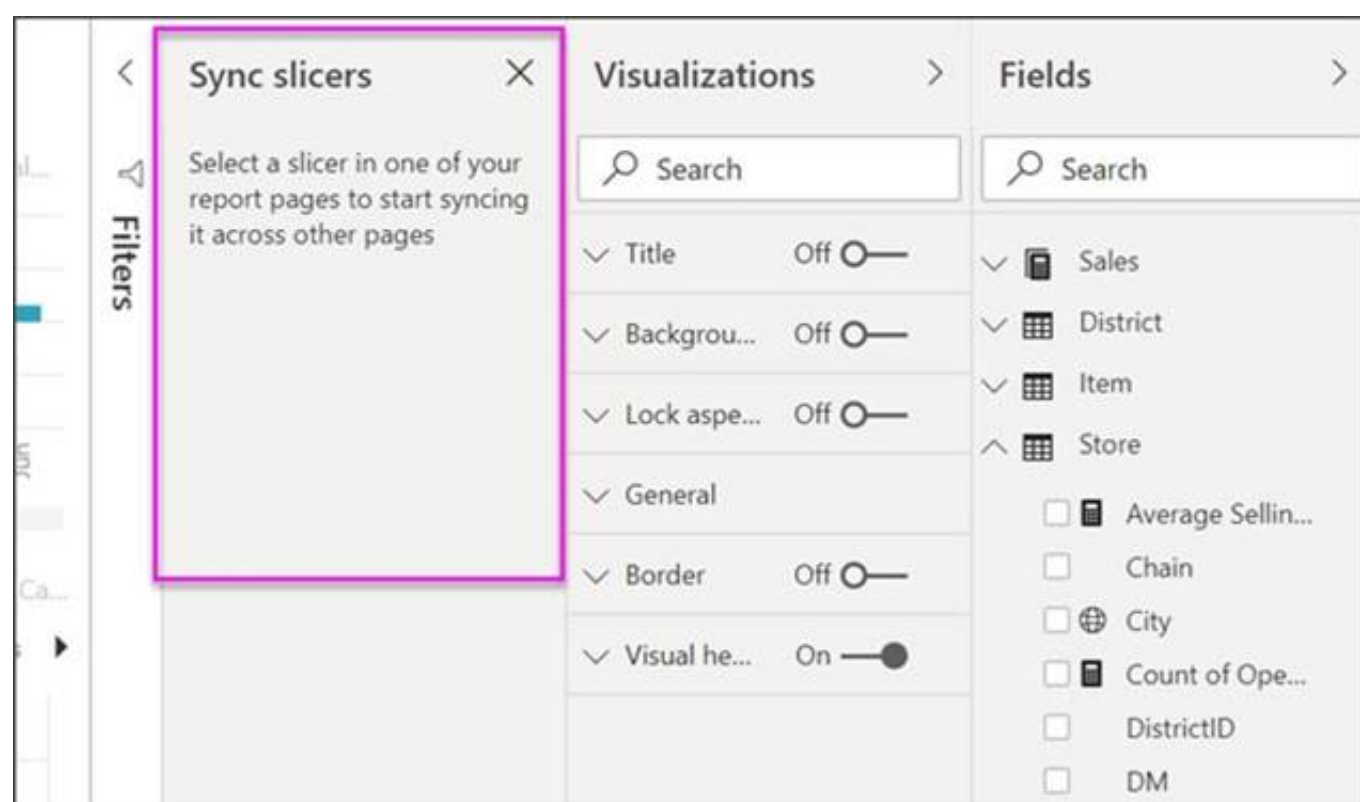 Sync slicers
Select a slicer in one of your
report pages to start syncing
it across other pages
Filters
Visualizations
Search
Title Off
Backgrou... Off
Lock aspe... Off
General
Border Off
Visual he... On
Fields
Search
Sales
District
Item
Store
Average Sellin...
Chain
City
Count of Ope...
DistrictID
DM
Jun
Ca...